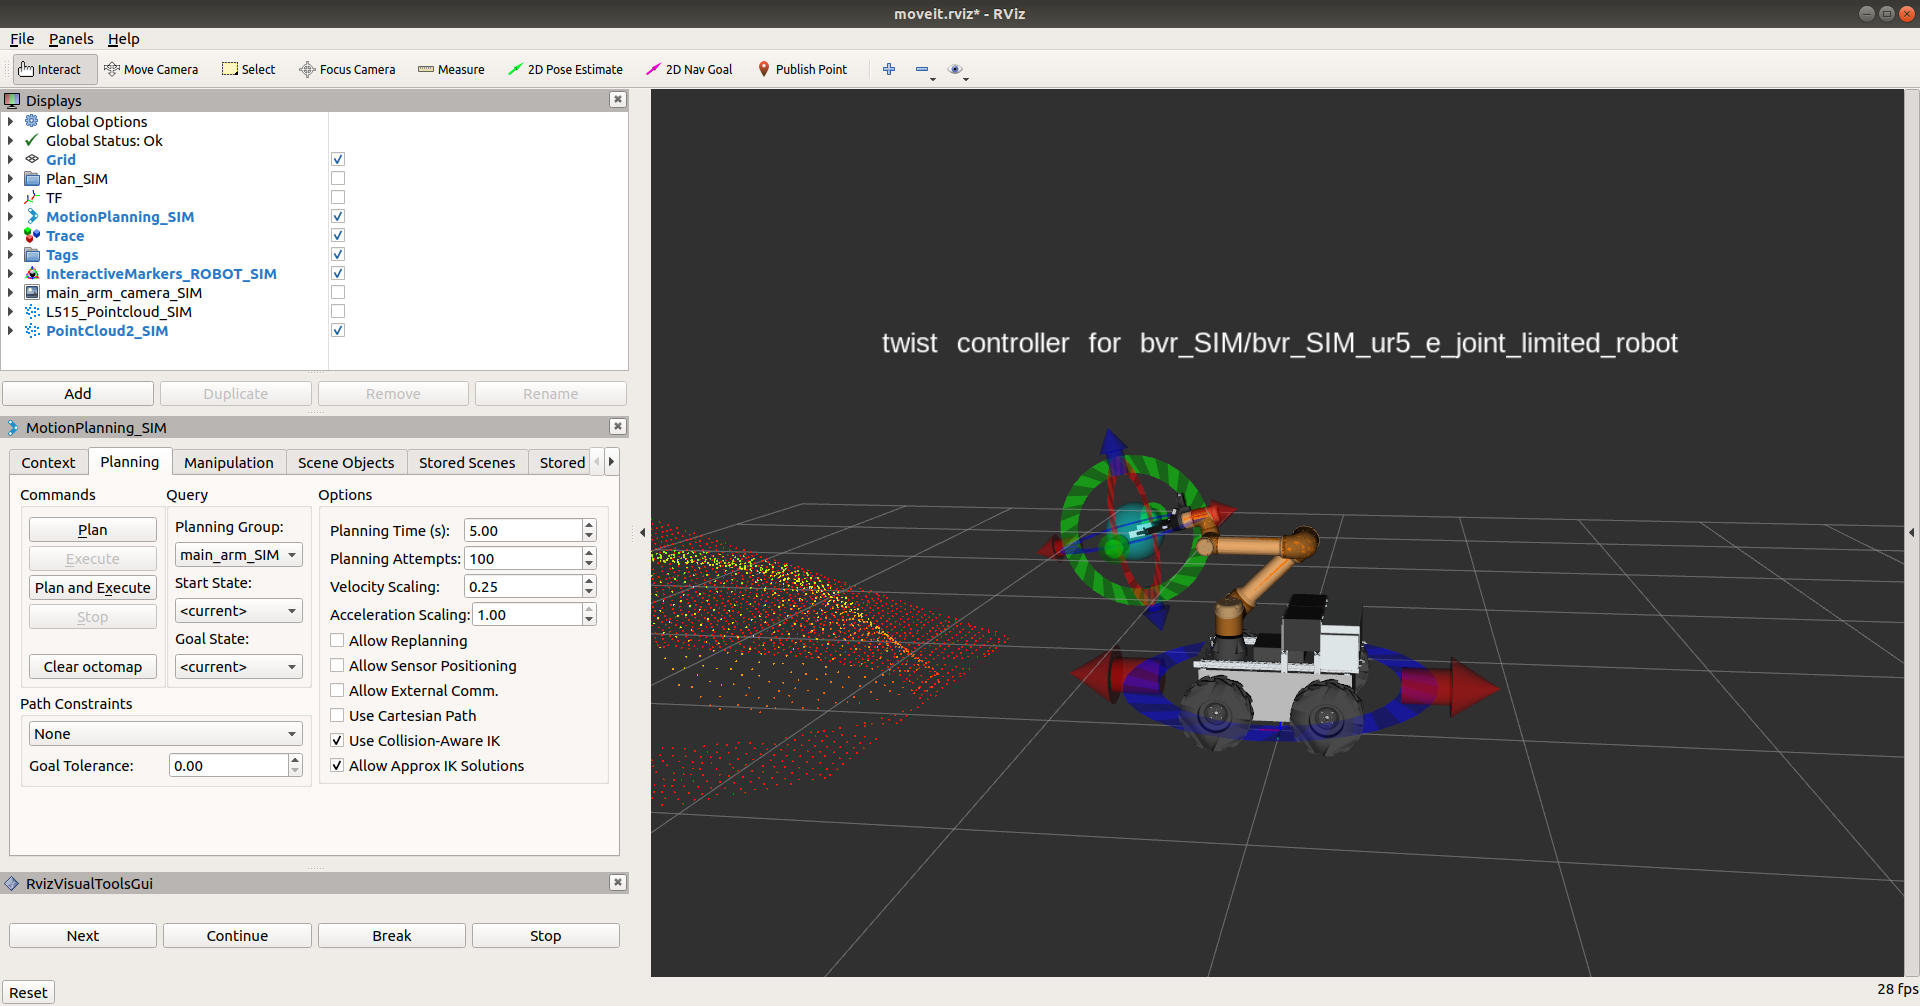 moveit.rviz* - RViz
File Panels Help
Interact Move Camera Select Focus Camera Measure 2D Pose Estimate 2D Nav Goal Publish Point
Displays
Global Options
Global Status: Ok
Grid
Plan_SIM
TF
MotionPlanning_SIM
Trace
Tags
InteractiveMarkers_ROBOT_SIM
main_arm_camera_SIM
L515_Pointcloud_SIM
PointCloud2_SIM
Add Duplicate Remove Rename
MotionPlanning_SIM
Context Planning Manipulation Scene Objects Stored Scenes Stored
Commands Query Options
Plan
Execute
Plan and Execute
Stop
Clear octomap
Planning Group:
main_arm_SIM
Start State:
<current>
Goal State:
<current>
Planning Time (s): 5.00
Planning Attempts: 100
Velocity Scaling: 0.25
Acceleration Scaling: 1.00
Allow Replanning
Allow Sensor Positioning
Allow External Comm.
Use Cartesian Path
Use Collision-Aware IK
Allow Approx IK Solutions
Path Constraints
None
Goal Tolerance: 0.00
RvizVisualToolsGui
Next Continue Break Stop
Reset
twist controller for bvr_SIM/bvr_SIM_ur5_e_joint_limited_robot
28 fps